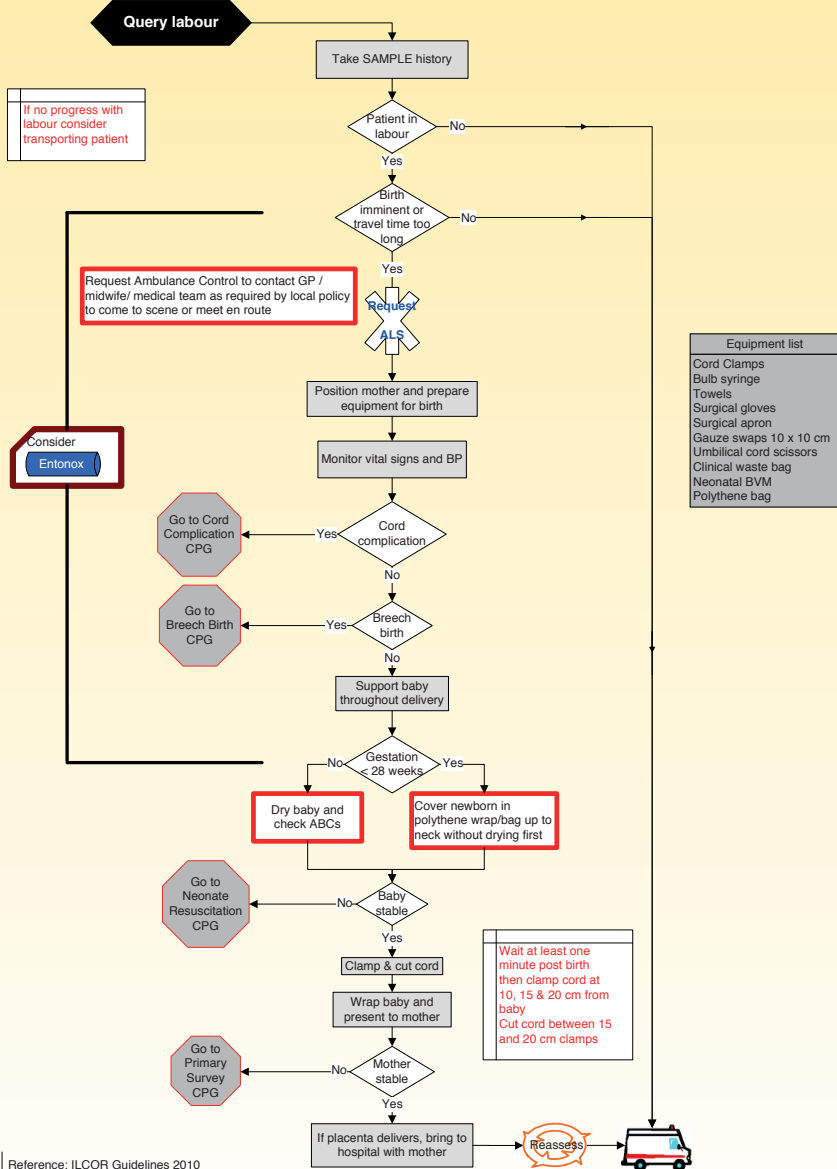 Query labour
Take SAMPLE history
If no progress with
labour consider
transporting patient
Patient in
labour
No
Yes
Birth
imminent or
travel time too
long
No
Yes
Request Ambulance Control to contact GP /
midwife/ medical team as required by local policy
to come to scene or meet en route
Request
ALS
Equipment list
Cord Clamps
Bulb syringe
Towels
Surgical gloves
Surgical apron
Gauze swaps 10 x 10 cm
Umbilical cord scissors
Clinical waste bag
Neonatal BVM
Polythene bag
Position mother and prepare
equipment for birth
Consider
Entonox
Monitor vital signs and BP
Go to Cord
Complication
CPG
Yes
Cord
complication
No
Go to
Breech Birth
CPG
Yes
Breech
birth
No
Support baby
throughout delivery
No
Gestation
< 28 weeks
Yes
Dry baby and
check ABCs
Cover newborn in
polythene wrap/bag up to
neck without drying first
Go to
Neonate
Resuscitation
CPG
No
Baby
stable
Yes
Clamp & cut cord
Wait at least one
minute post birth
then clamp cord at
10, 15 & 20 cm from
baby
Cut cord between 15
and 20 cm clamps
Wrap baby and
present to mother
Go to
Primary
Survey
CPG
No
Mother
stable
Yes
If placenta delivers, bring to
hospital with mother
Reassess
Reference: ILCOR Guidelines 2010